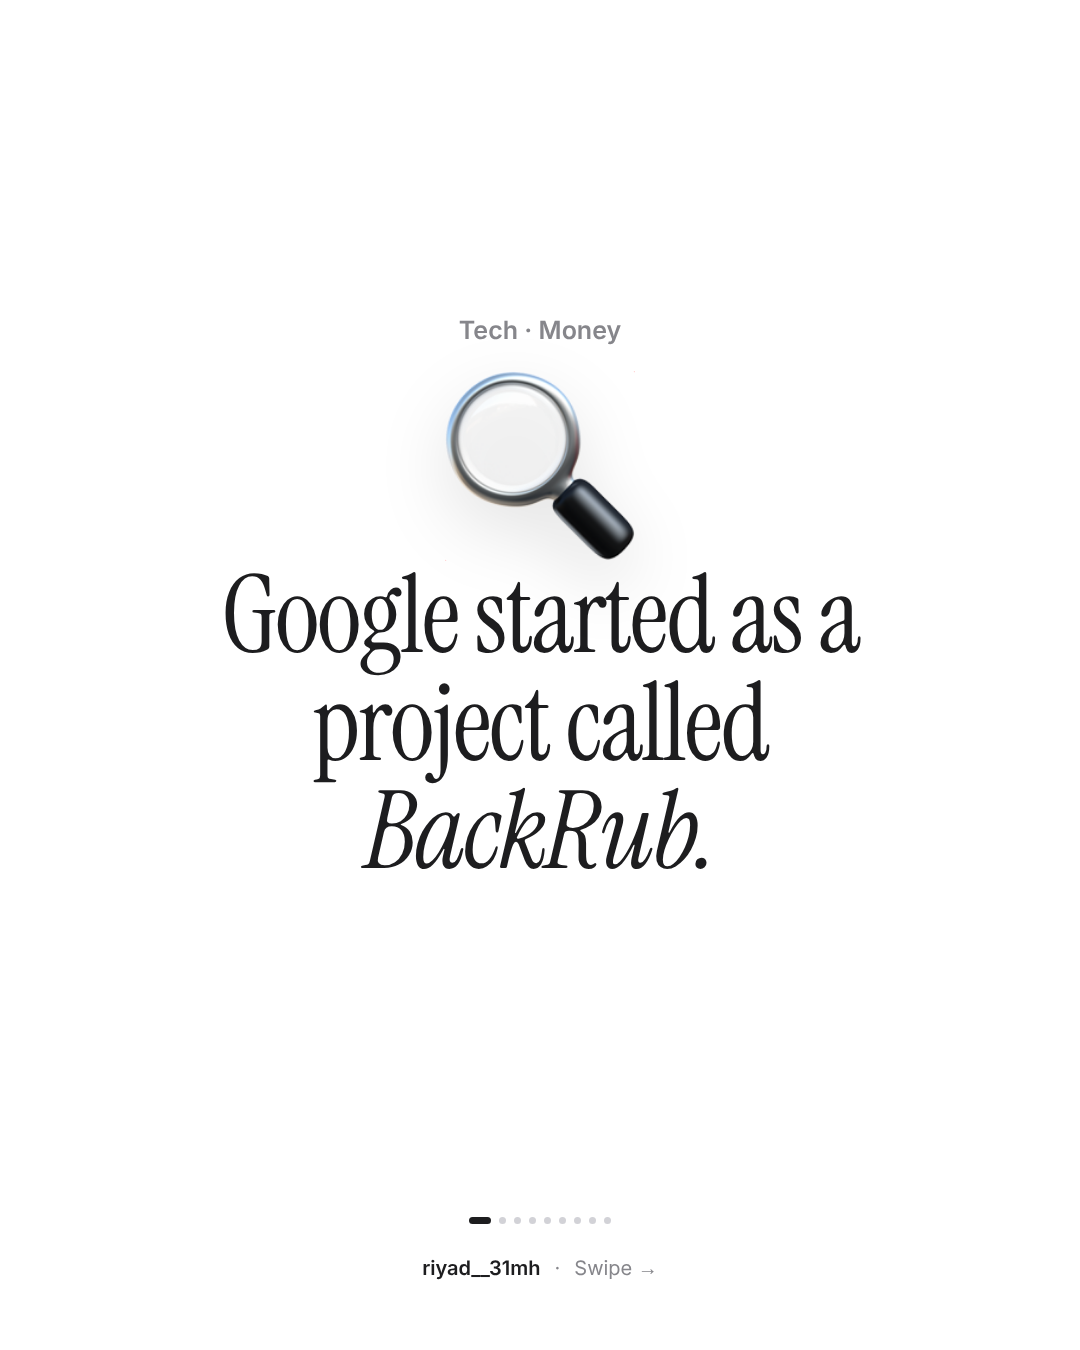 Tech · Money
Google started as a
project called
BackRub.
riyad__31mh · Swipe →